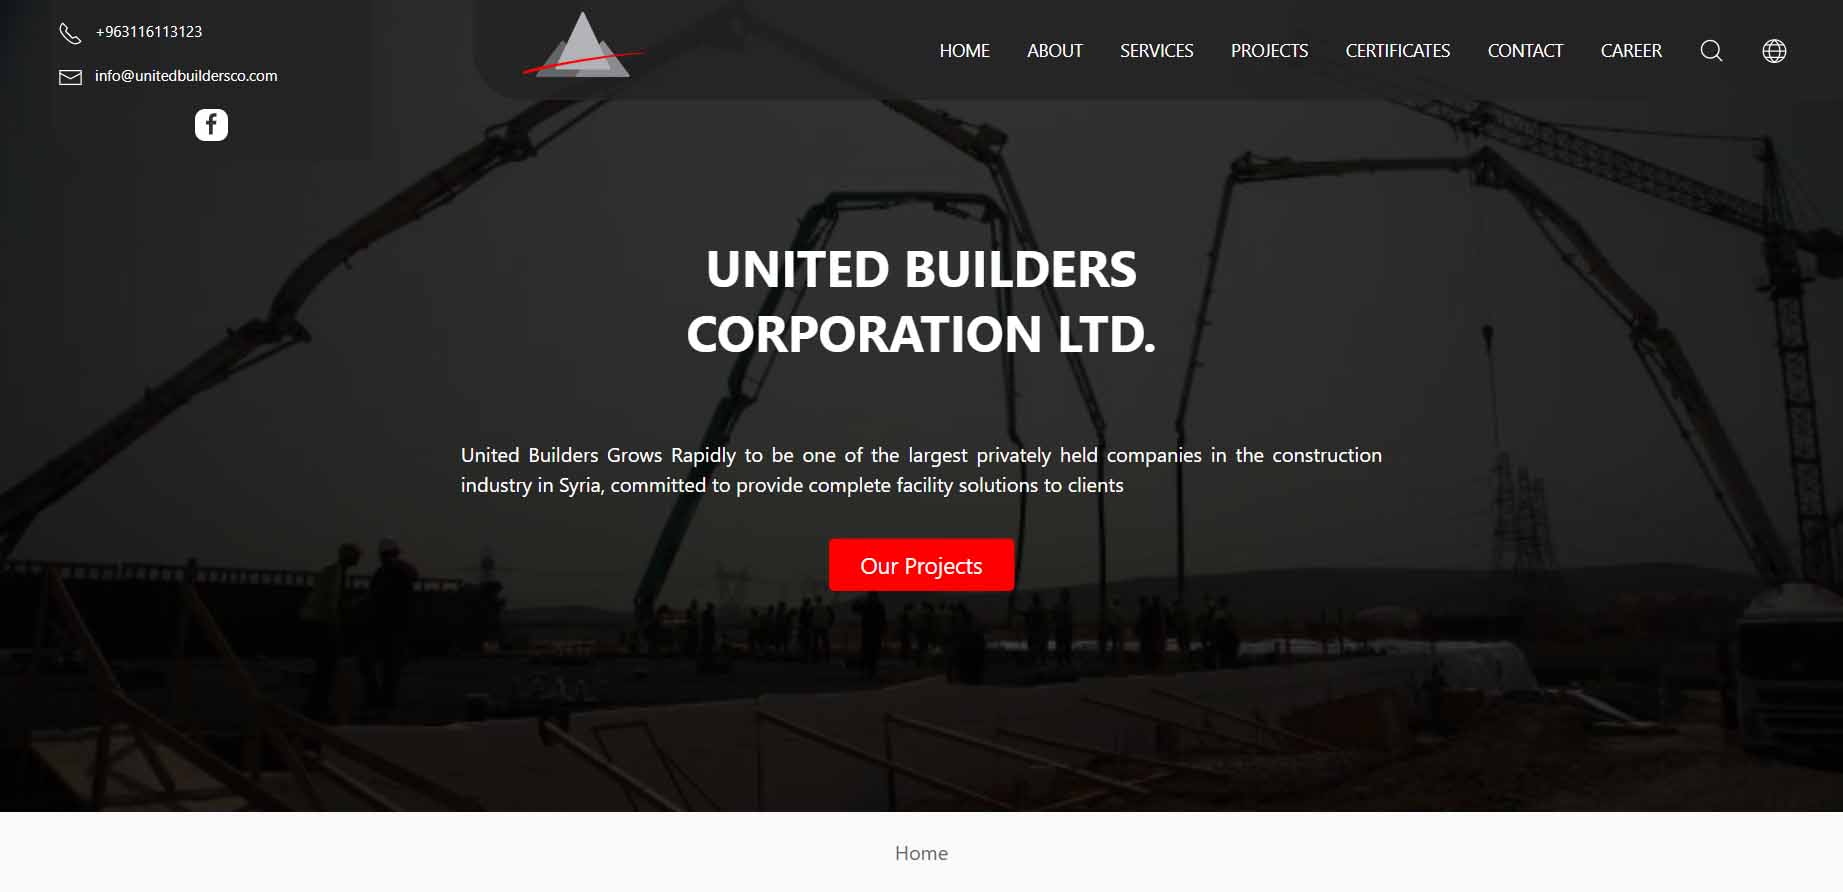 +963116113123
info@unitedbuildersco.com
HOME ABOUT SERVICES PROJECTS CERTIFICATES CONTACT CAREER
UNITED BUILDERS
CORPORATION LTD.
United Builders Grows Rapidly to be one of the largest privately held companies in the construction
industry in Syria, committed to provide complete facility solutions to clients
Our Projects
Home